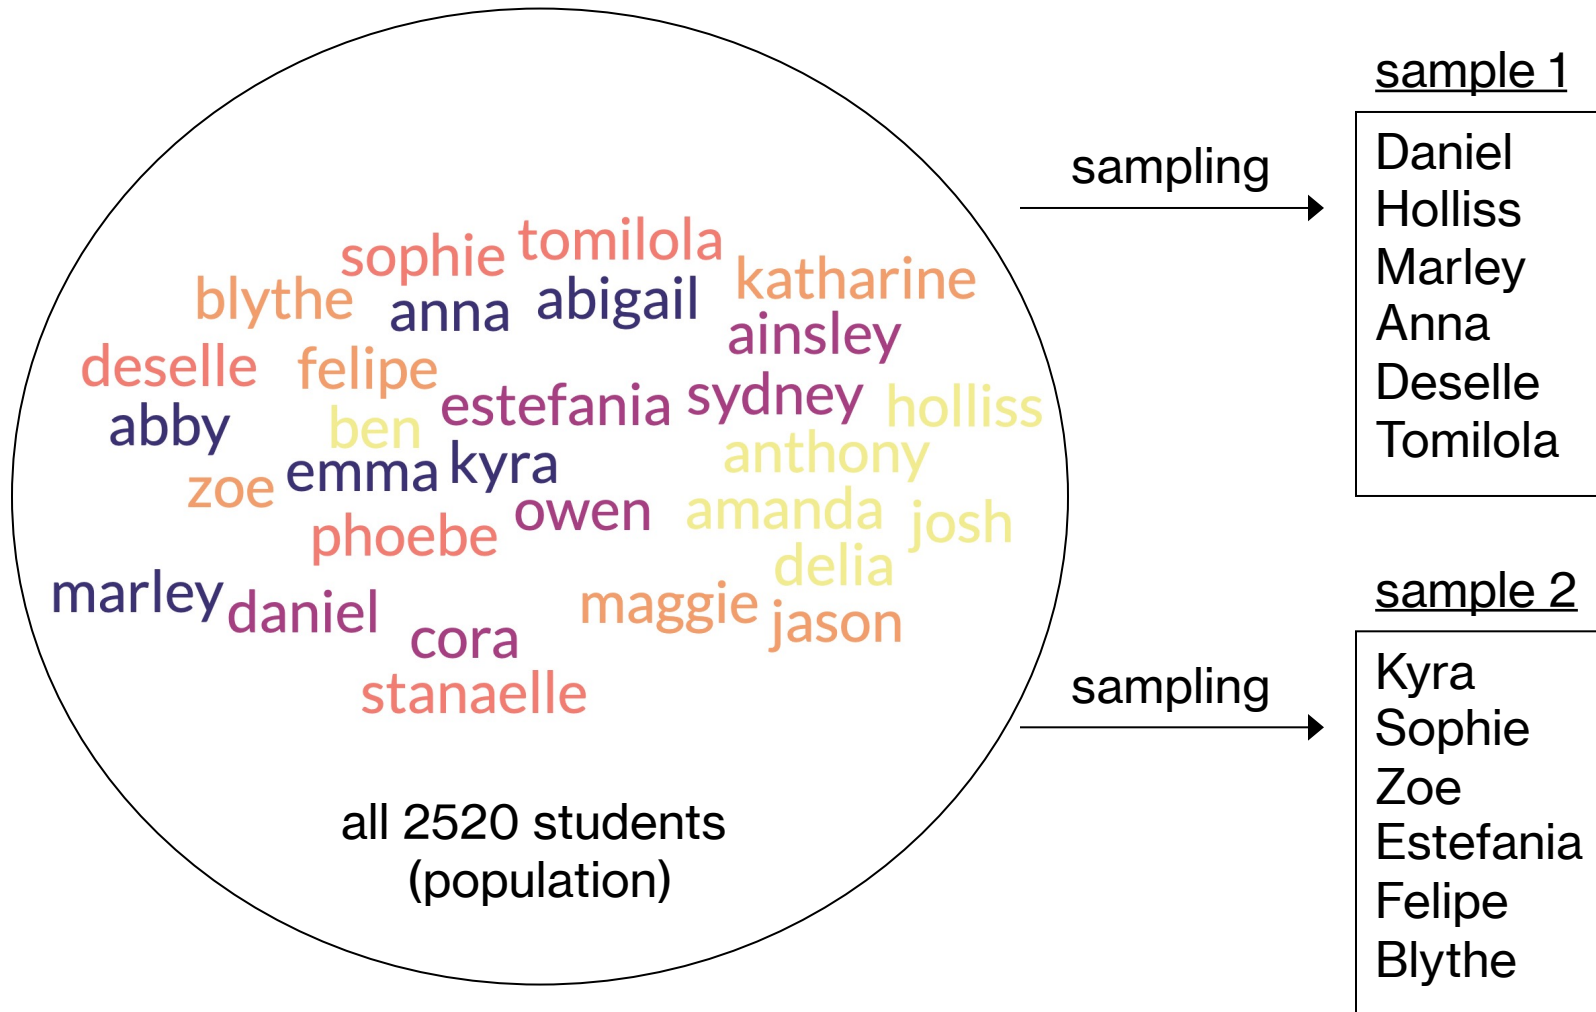 sophie tomilola
blythe anna abigail katharine
ainsley
deselle felipe
estefania sydney holliss
abby ben
anthony
zoe emma kyra
owen amanda josh
phoebe
delia
marley daniel maggie jason
cora
stanaelle
all 2520 students
(population)
sampling
sample 1
Daniel
Holliss
Marley
Anna
Deselle
Tomilola
sampling
sample 2
Kyra
Sophie
Zoe
Estefania
Felipe
Blythe